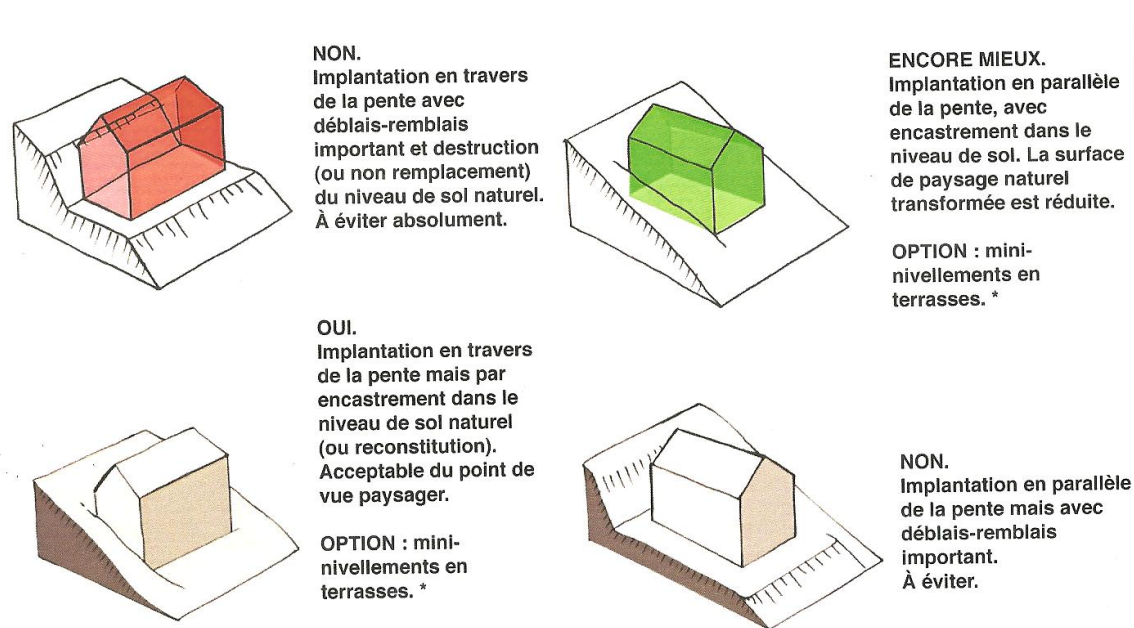 NON.
Implantation en travers
de la pente avec
déblais-remblais
important et destruction
(ou non remplacement)
du niveau de sol naturel.
À éviter absolument.
ENCORE MIEUX.
Implantation en parallèle
de la pente, avec
encastrement dans le
niveau de sol. La surface
de paysage naturel
transformée est réduite.
OPTION : mini-
nivellements en
terrasses. *
OUI.
Implantation en travers
de la pente mais par
encastrement dans le
niveau de sol naturel
(ou reconstitution).
Acceptable du point de
vue paysager.
OPTION : mini-
nivellements en
terrasses. *
NON.
Implantation en parallèle
de la pente mais avec
déblais-remblais
important.
À éviter.